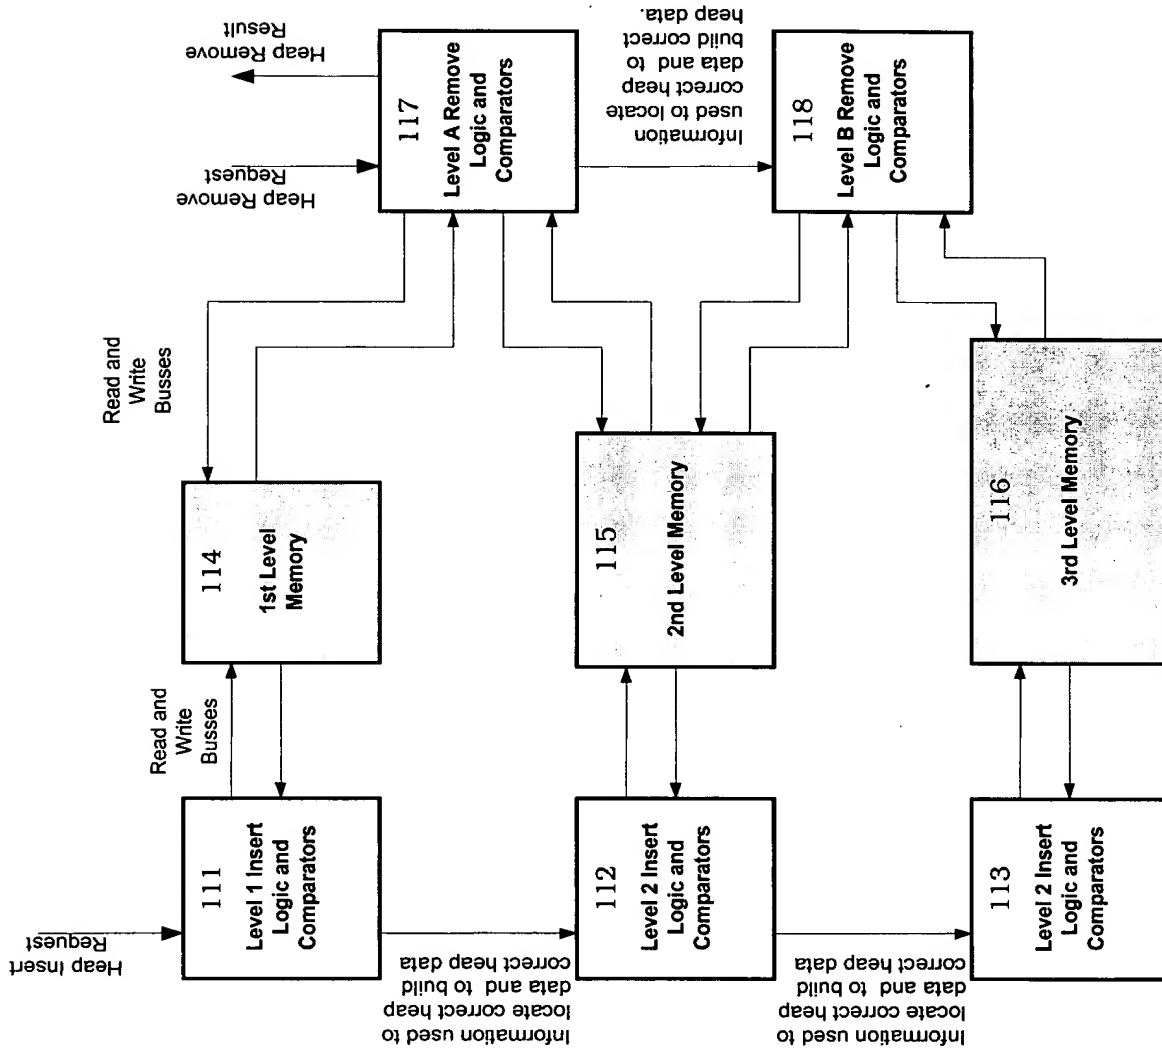 Heap Insert
Request
111
Level 1 Insert
Logic and
Comparators
Information used to
locate correct heap
data and to build
correct heap data
112
Level 2 Insert
Logic and
Comparators
Information used to
locate correct heap
data and to build
correct heap data
113
Level 2 Insert
Logic and
Comparators
Read and
Write
Busses
114
1st Level
Memory
115
2nd Level Memory
116
3rd Level Memory
Read and
Write
Busses
Heap Remove
Request
Heap Remove
Result
117
Level A Remove
Logic and
Comparators
Information
used to locate
correct heap
data and to
build correct
heap data.
118
Level B Remove
Logic and
Comparators